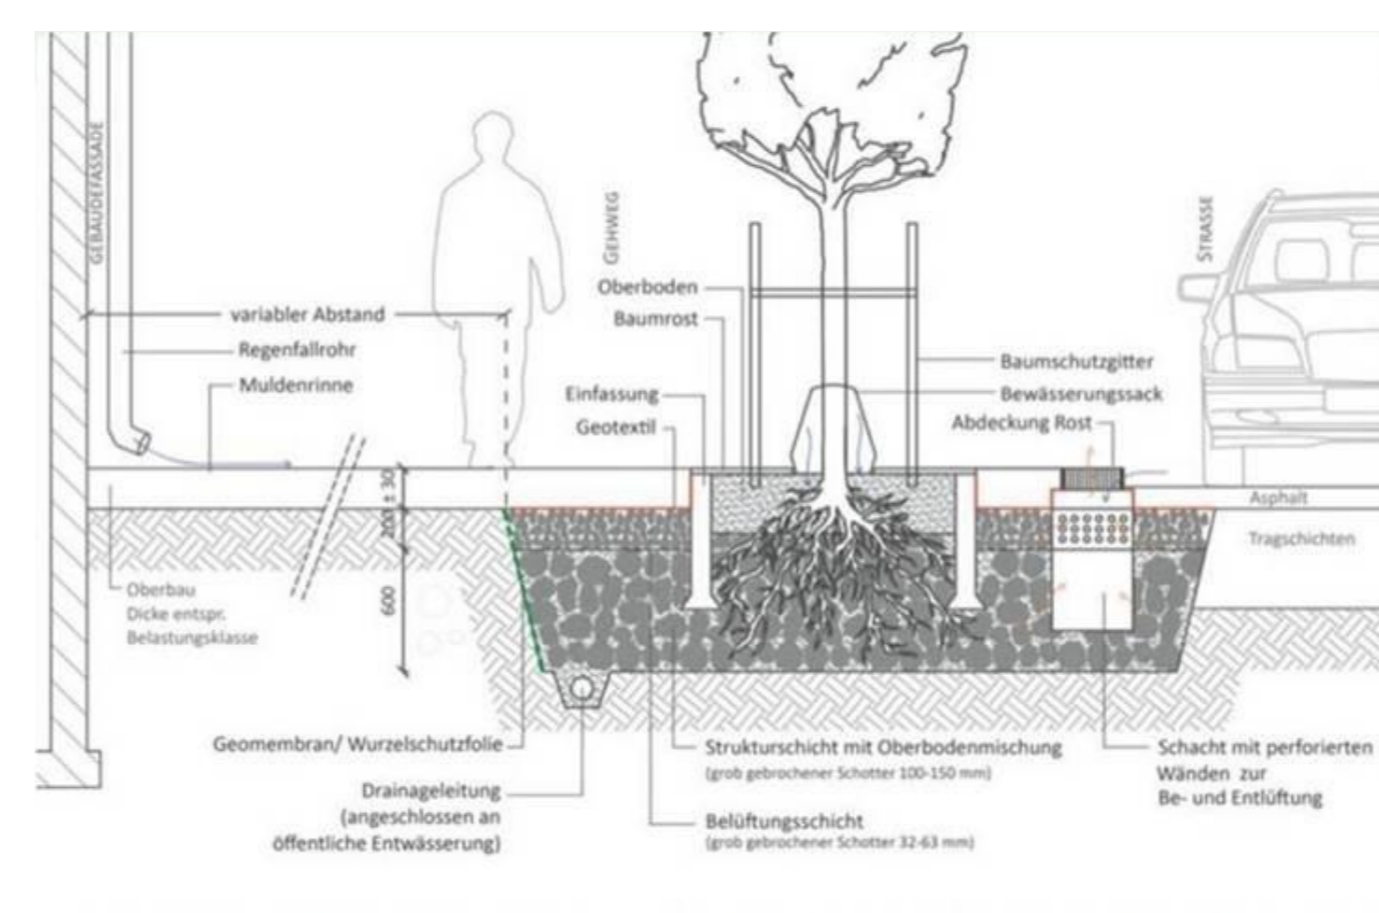 GEBÄUDEFASSADE
GEHWEG
STRASSE
Oberboden
variabler Abstand
Baumrost
Regenfallrohr
Baumschutzgitter
Muldenrinne
Einfassung
Bewässerungssack
Geotextil
Abdeckung Rost
200 ± 30
Asphalt
Tragschichten
600
Oberbau
Dicke entspr.
Belastungsklasse
Geomembran/ Wurzelschutzfolie
Strukturschicht mit Oberbodenmischung
(grob gebrochener Schotter 100-150 mm)
Schacht mit perforierten
Wänden zur
Be- und Entlüftung
Drainageleitung
(angeschlossen an
öffentliche Entwässerung)
Belüftungsschicht
(grob gebrochener Schotter 32-63 mm)